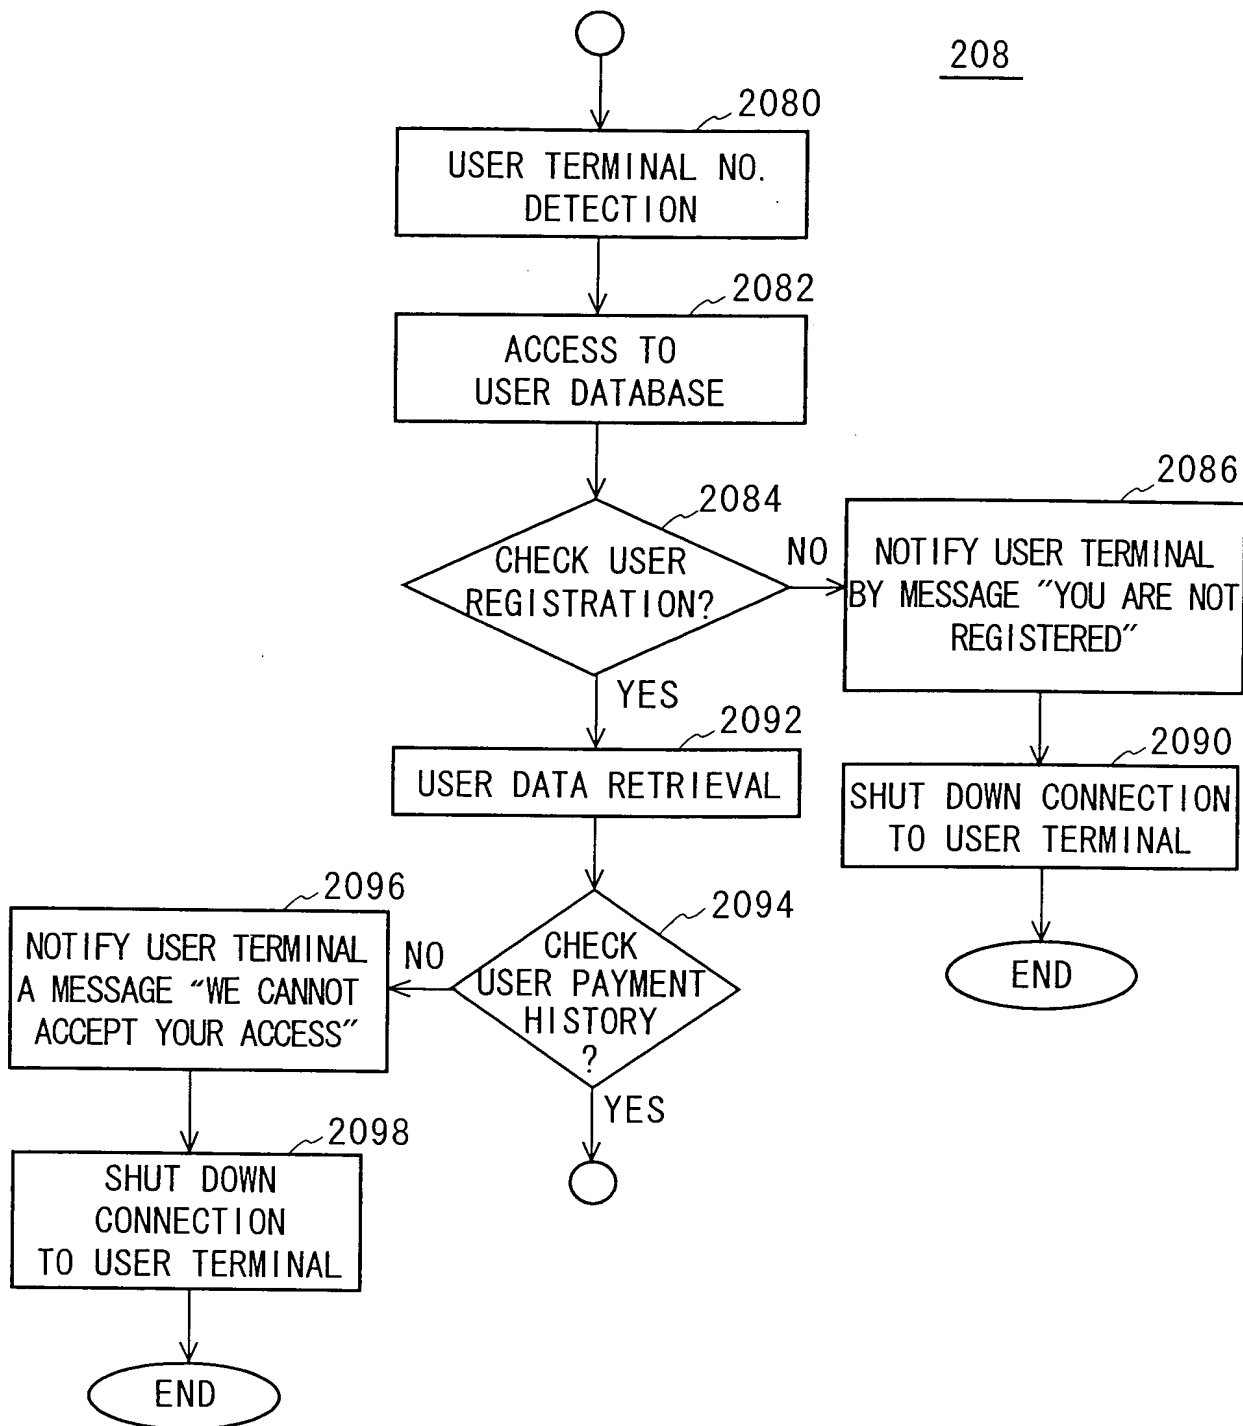 208
2080
USER TERMINAL NO.
DETECTION
2082
ACCESS TO
USER DATABASE
2084
CHECK USER
REGISTRATION?
NO
2086
NOTIFY USER TERMINAL
BY MESSAGE "YOU ARE NOT
REGISTERED"
YES
2090
SHUT DOWN CONNECTION
TO USER TERMINAL
END
2092
USER DATA RETRIEVAL
2094
CHECK
USER PAYMENT
HISTORY
?
NO
2096
NOTIFY USER TERMINAL
A MESSAGE "WE CANNOT
ACCEPT YOUR ACCESS"
YES
2098
SHUT DOWN
CONNECTION
TO USER TERMINAL
END